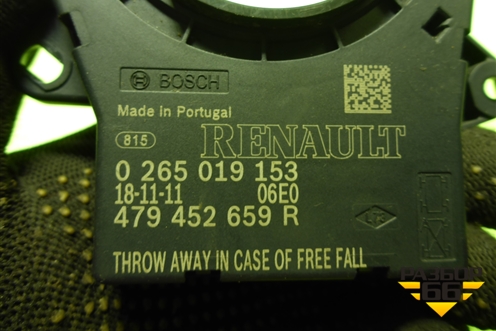 BOSCH
Made in Portugal
815
RENAULT
0 265 019 153
18-11-11 06E0
479 452 659 R
THROW AWAY IN CASE OF FREE FALL
РАЗБОР
66